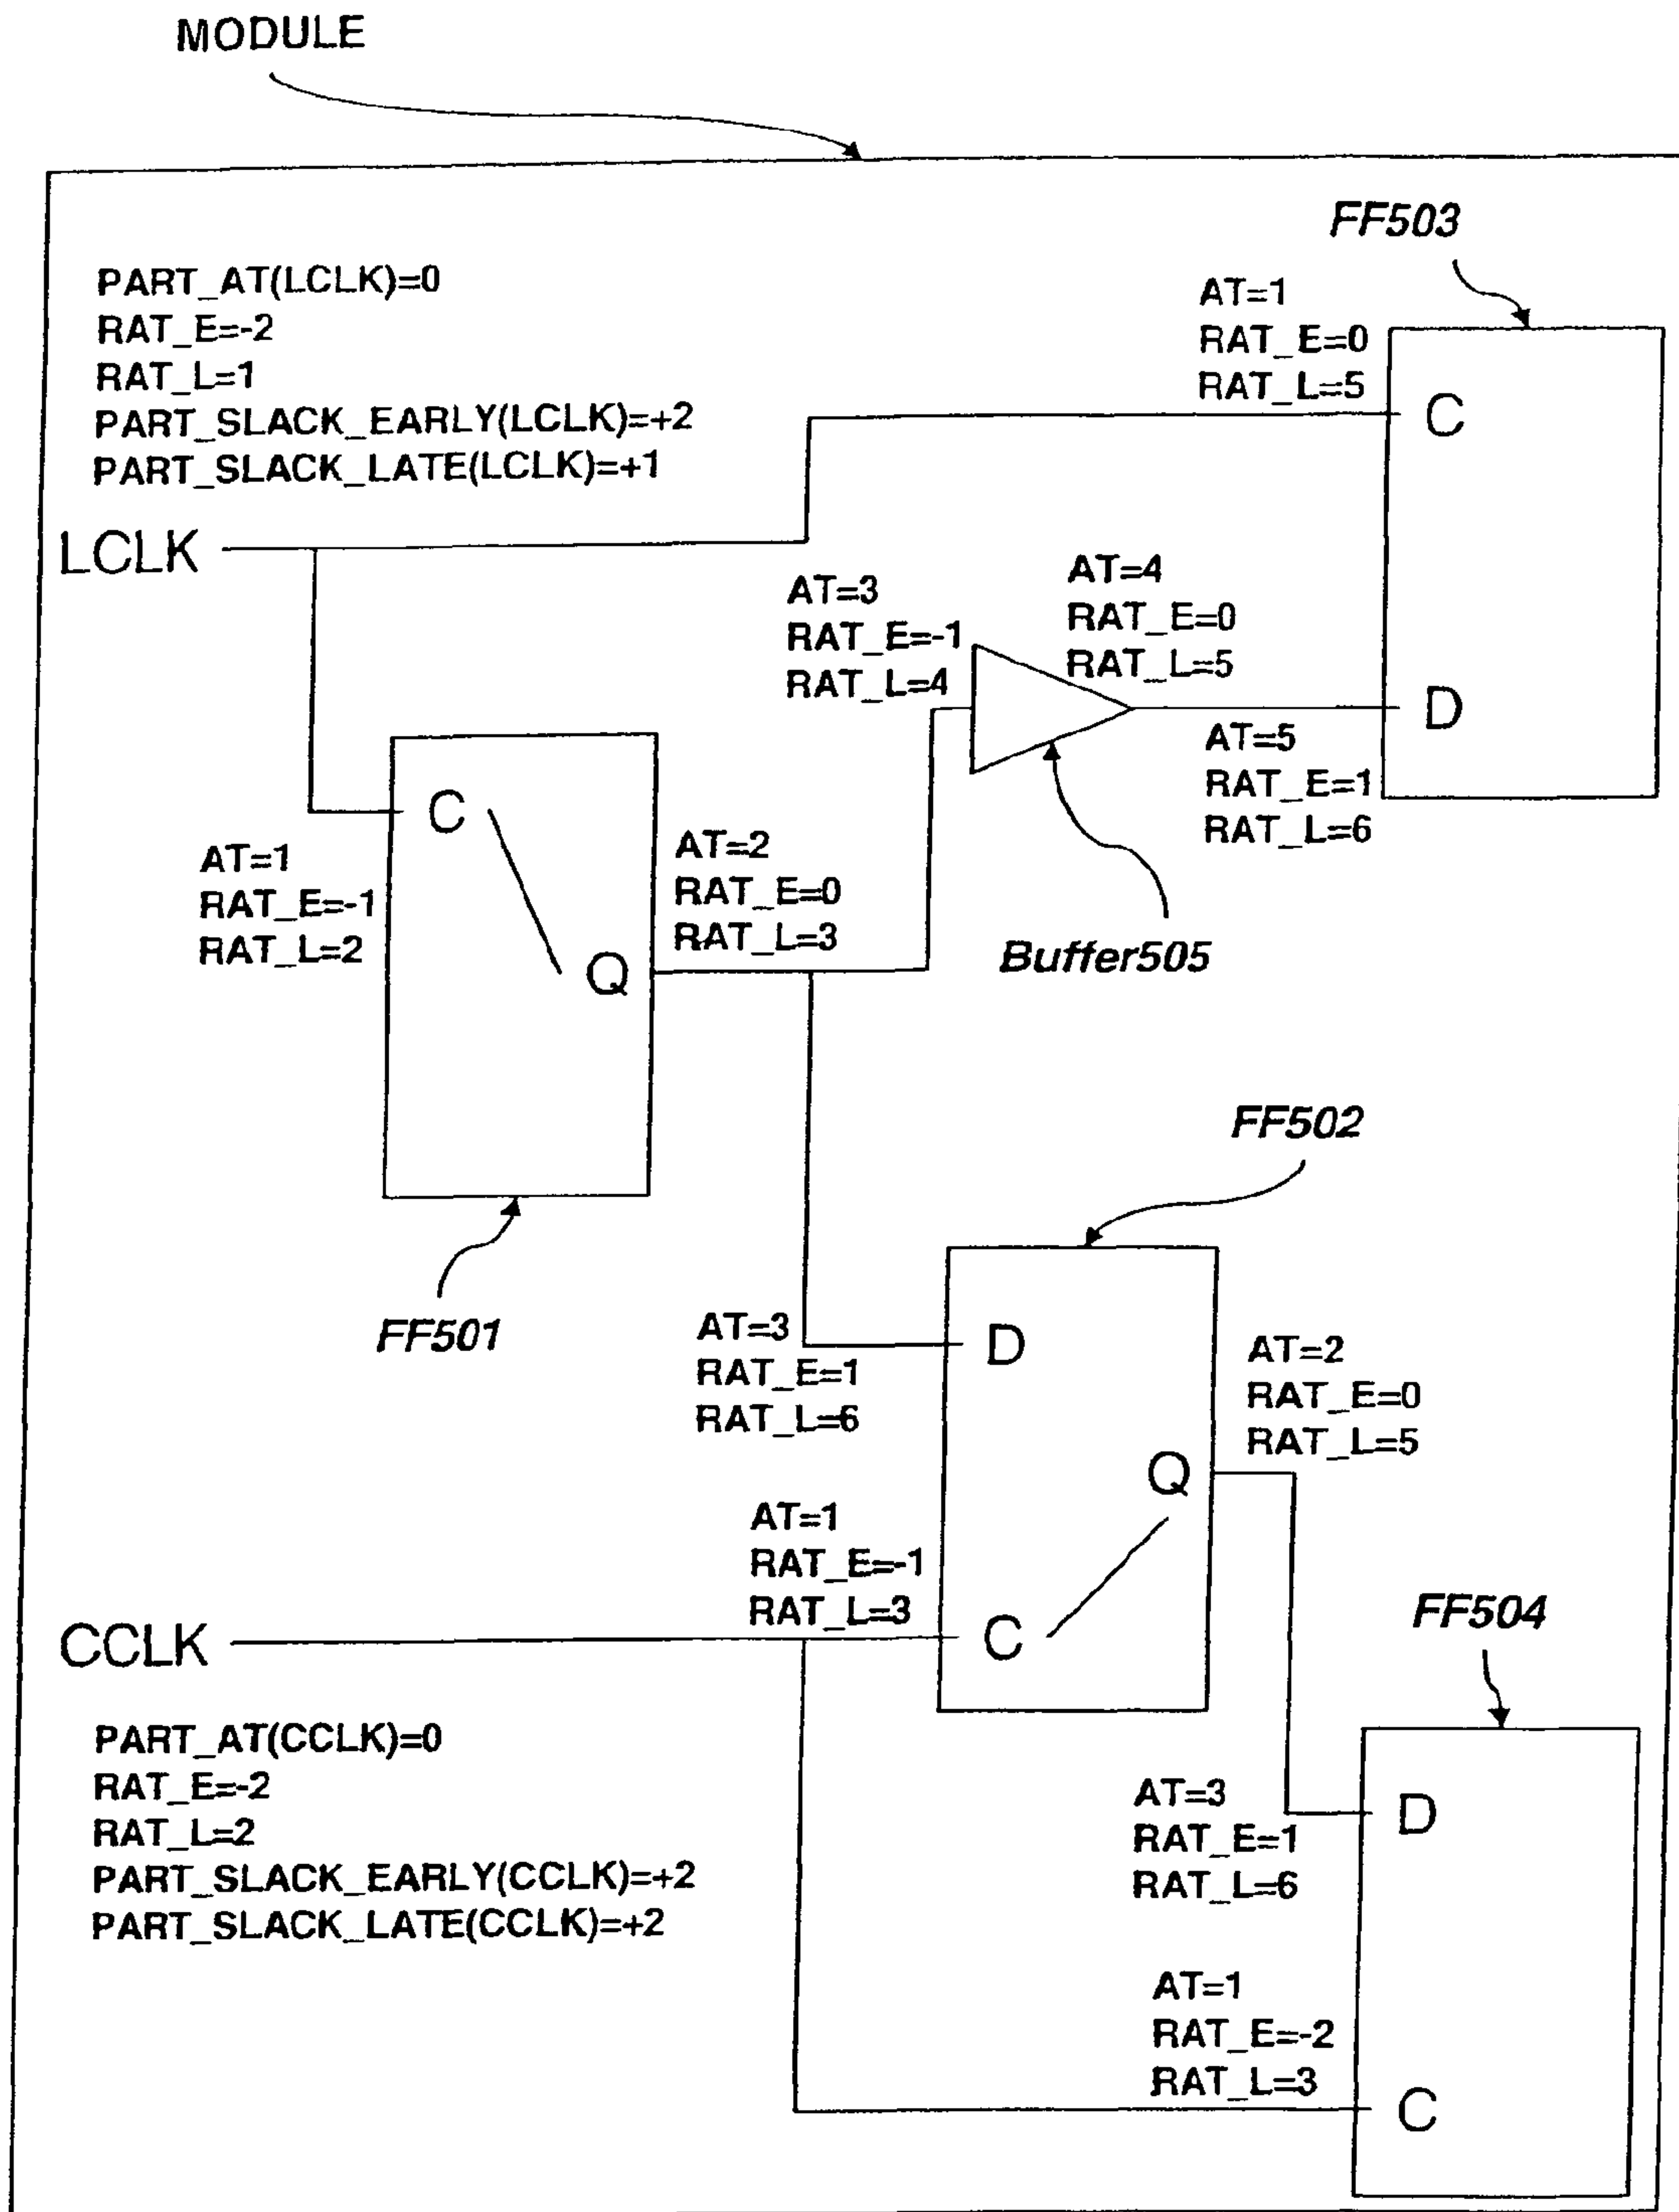 MODULE
FF503
PART_AT(LCLK)=0
RAT_E=-2
RAT_L=1
PART_SLACK_EARLY(LCLK)=+2
PART_SLACK_LATE(LCLK)=+1
AT=1
RAT_E=0
RAT_L=5
C
LCLK
AT=3
RAT_E=-1
RAT_L=4
AT=4
RAT_E=0
RAT_L=5
D
AT=5
RAT_E=1
RAT_L=6
C
AT=1
RAT_E=-1
RAT_L=2
AT=2
RAT_E=0
RAT_L=3
Q
Buffer505
FF502
FF501
AT=3
RAT_E=1
RAT_L=6
D
AT=2
RAT_E=0
RAT_L=5
Q
AT=1
RAT_E=-1
RAT_L=3
C
CCLK
FF504
PART_AT(CCLK)=0
RAT_E=-2
RAT_L=2
PART_SLACK_EARLY(CCLK)=+2
PART_SLACK_LATE(CCLK)=+2
AT=3
RAT_E=1
RAT_L=6
D
AT=1
RAT_E=-2
RAT_L=3
C